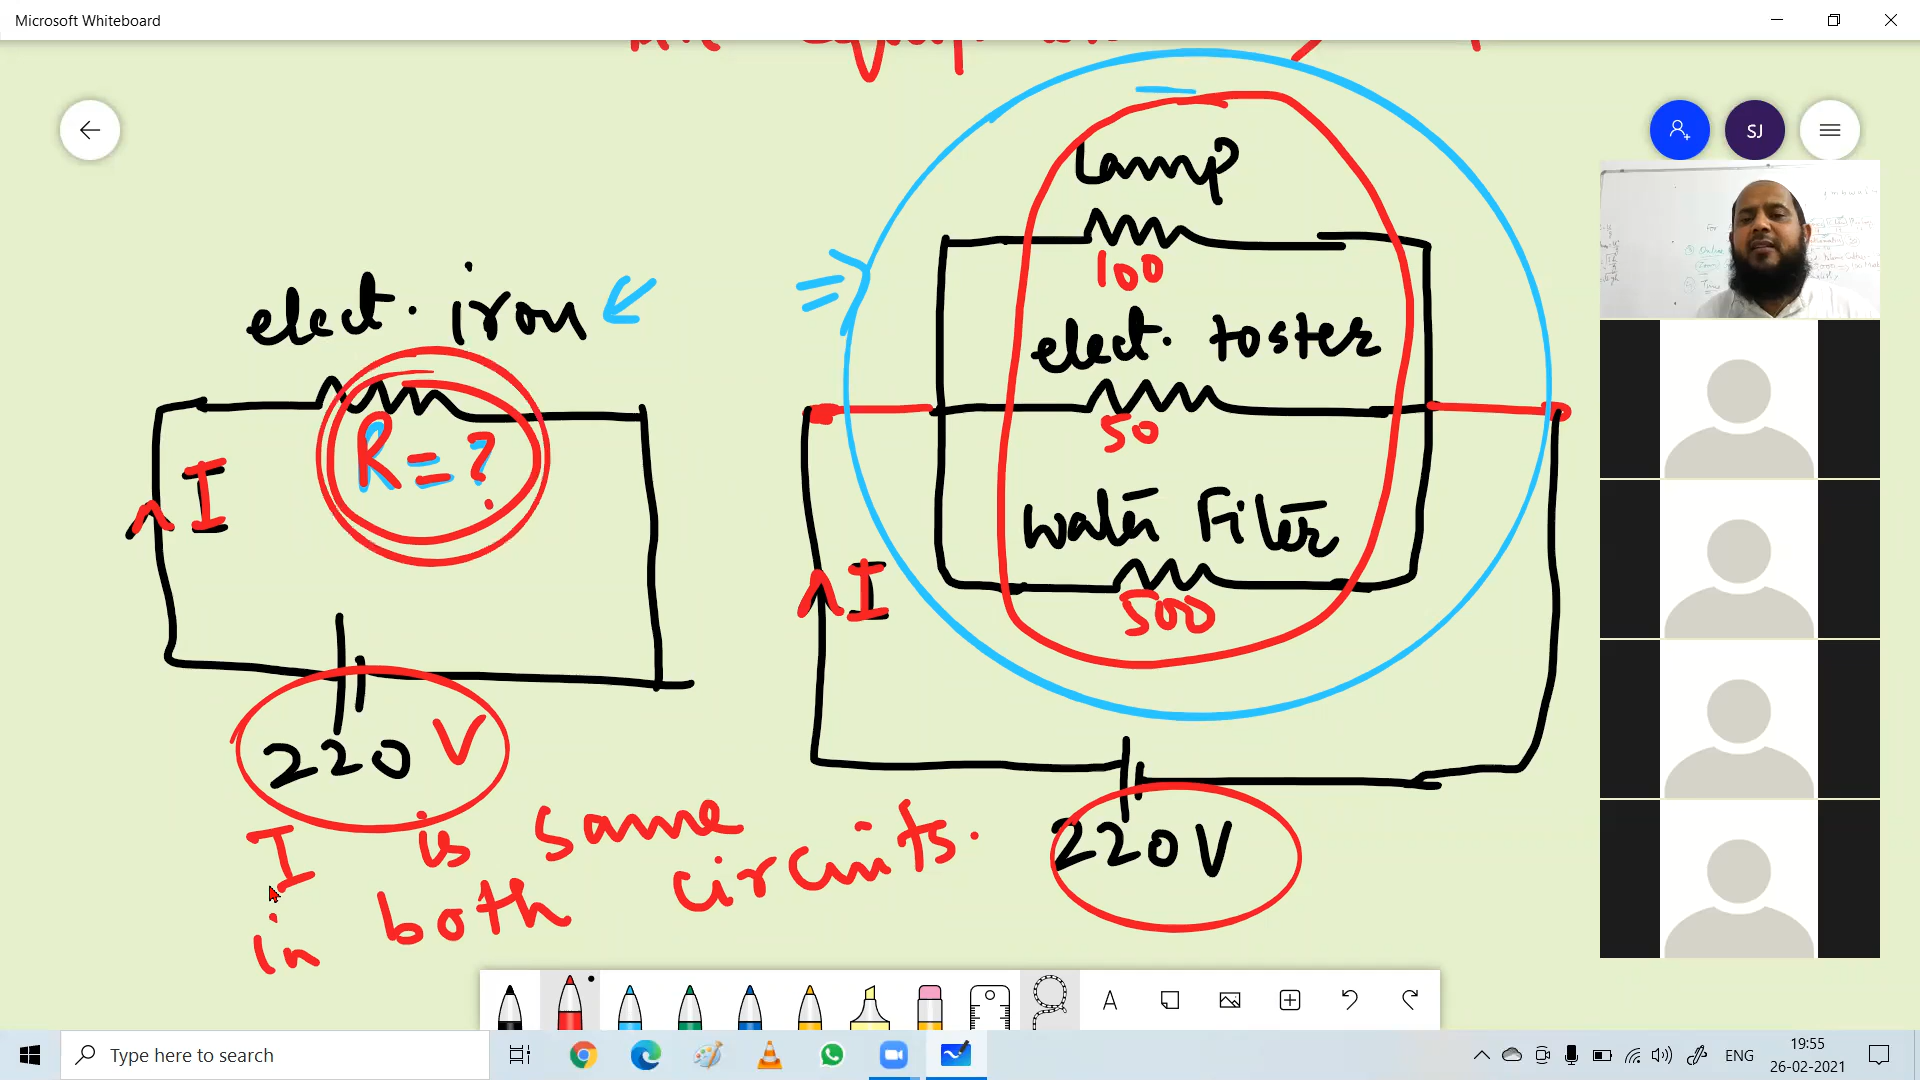 Microsoft Whiteboard
SJ
Lamp
100
elect. iron
elect. toster
50
R = ?
I
water Filter
I
500
220 V
220 V
I is same
in both circuits.
A
Type here to search
ENG
19:55
26-02-2021